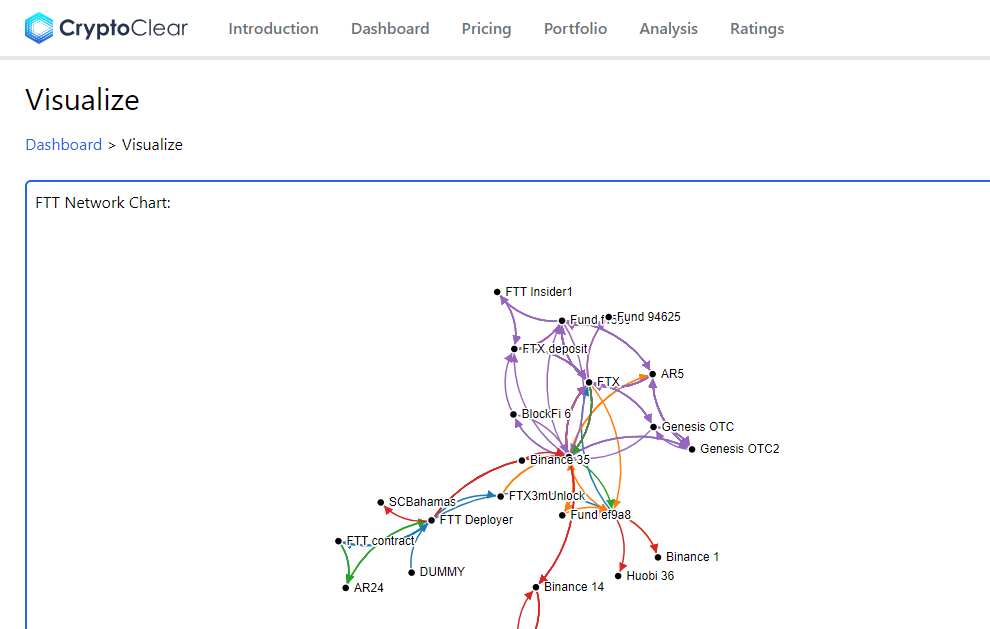 CryptoClear Introduction Dashboard Pricing Portfolio Analysis Ratings
Visualize
Dashboard > Visualize
FTT Network Chart:
FTT Insider1
Fund
Fund 94625
FTX deposit
FTX
AR5
BlockFi 6
Genesis OTC
Genesis OTC2
Binance 35
FTX3mUnlock
SCBahamas
FTT Deployer
Fund ef9a8
FTT contract
Binance 1
DUMMY
Huobi 36
AR24
Binance 14